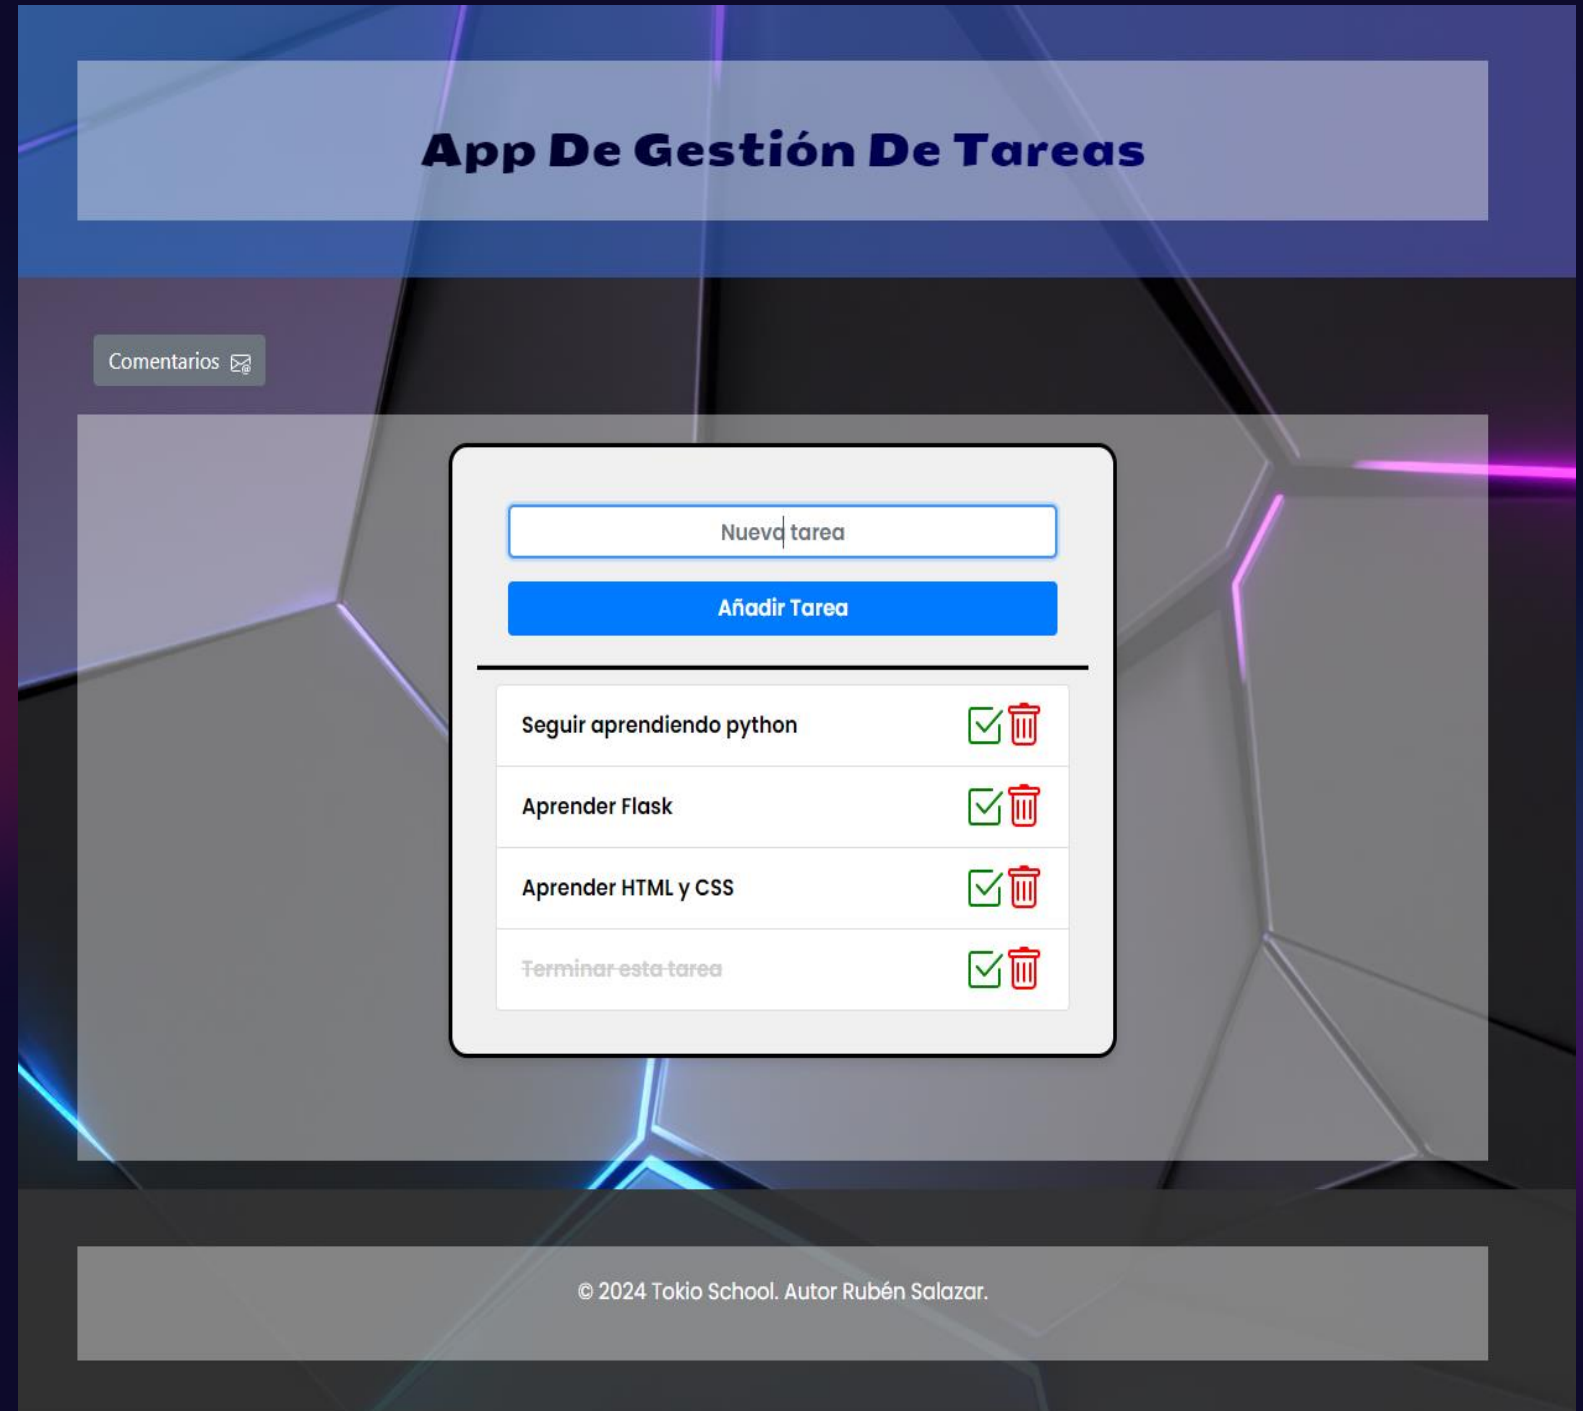 App De Gestión De Tareas
Comentarios
Nueva tarea
Añadir Tarea
Seguir aprendiendo python
Aprender Flask
Aprender HTML y CSS
Terminar esta tarea
© 2024 Tokio School. Autor Rubén Salazar.